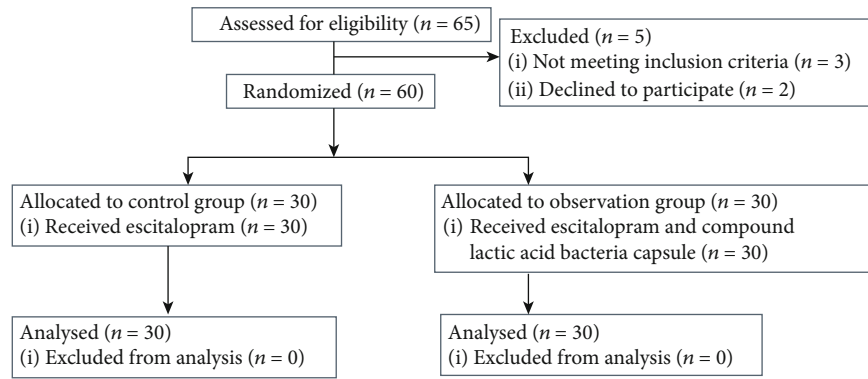 Assessed for eligibility (n = 65)
Excluded (n = 5)
(i) Not meeting inclusion criteria (n = 3)
(ii) Declined to participate (n = 2)
Randomized (n = 60)
Allocated to control group (n = 30)
(i) Received escitalopram (n = 30)
Allocated to observation group (n = 30)
(i) Received escitalopram and compound
lactic acid bacteria capsule (n = 30)
Analysed (n = 30)
(i) Excluded from analysis (n = 0)
Analysed (n = 30)
(i) Excluded from analysis (n = 0)